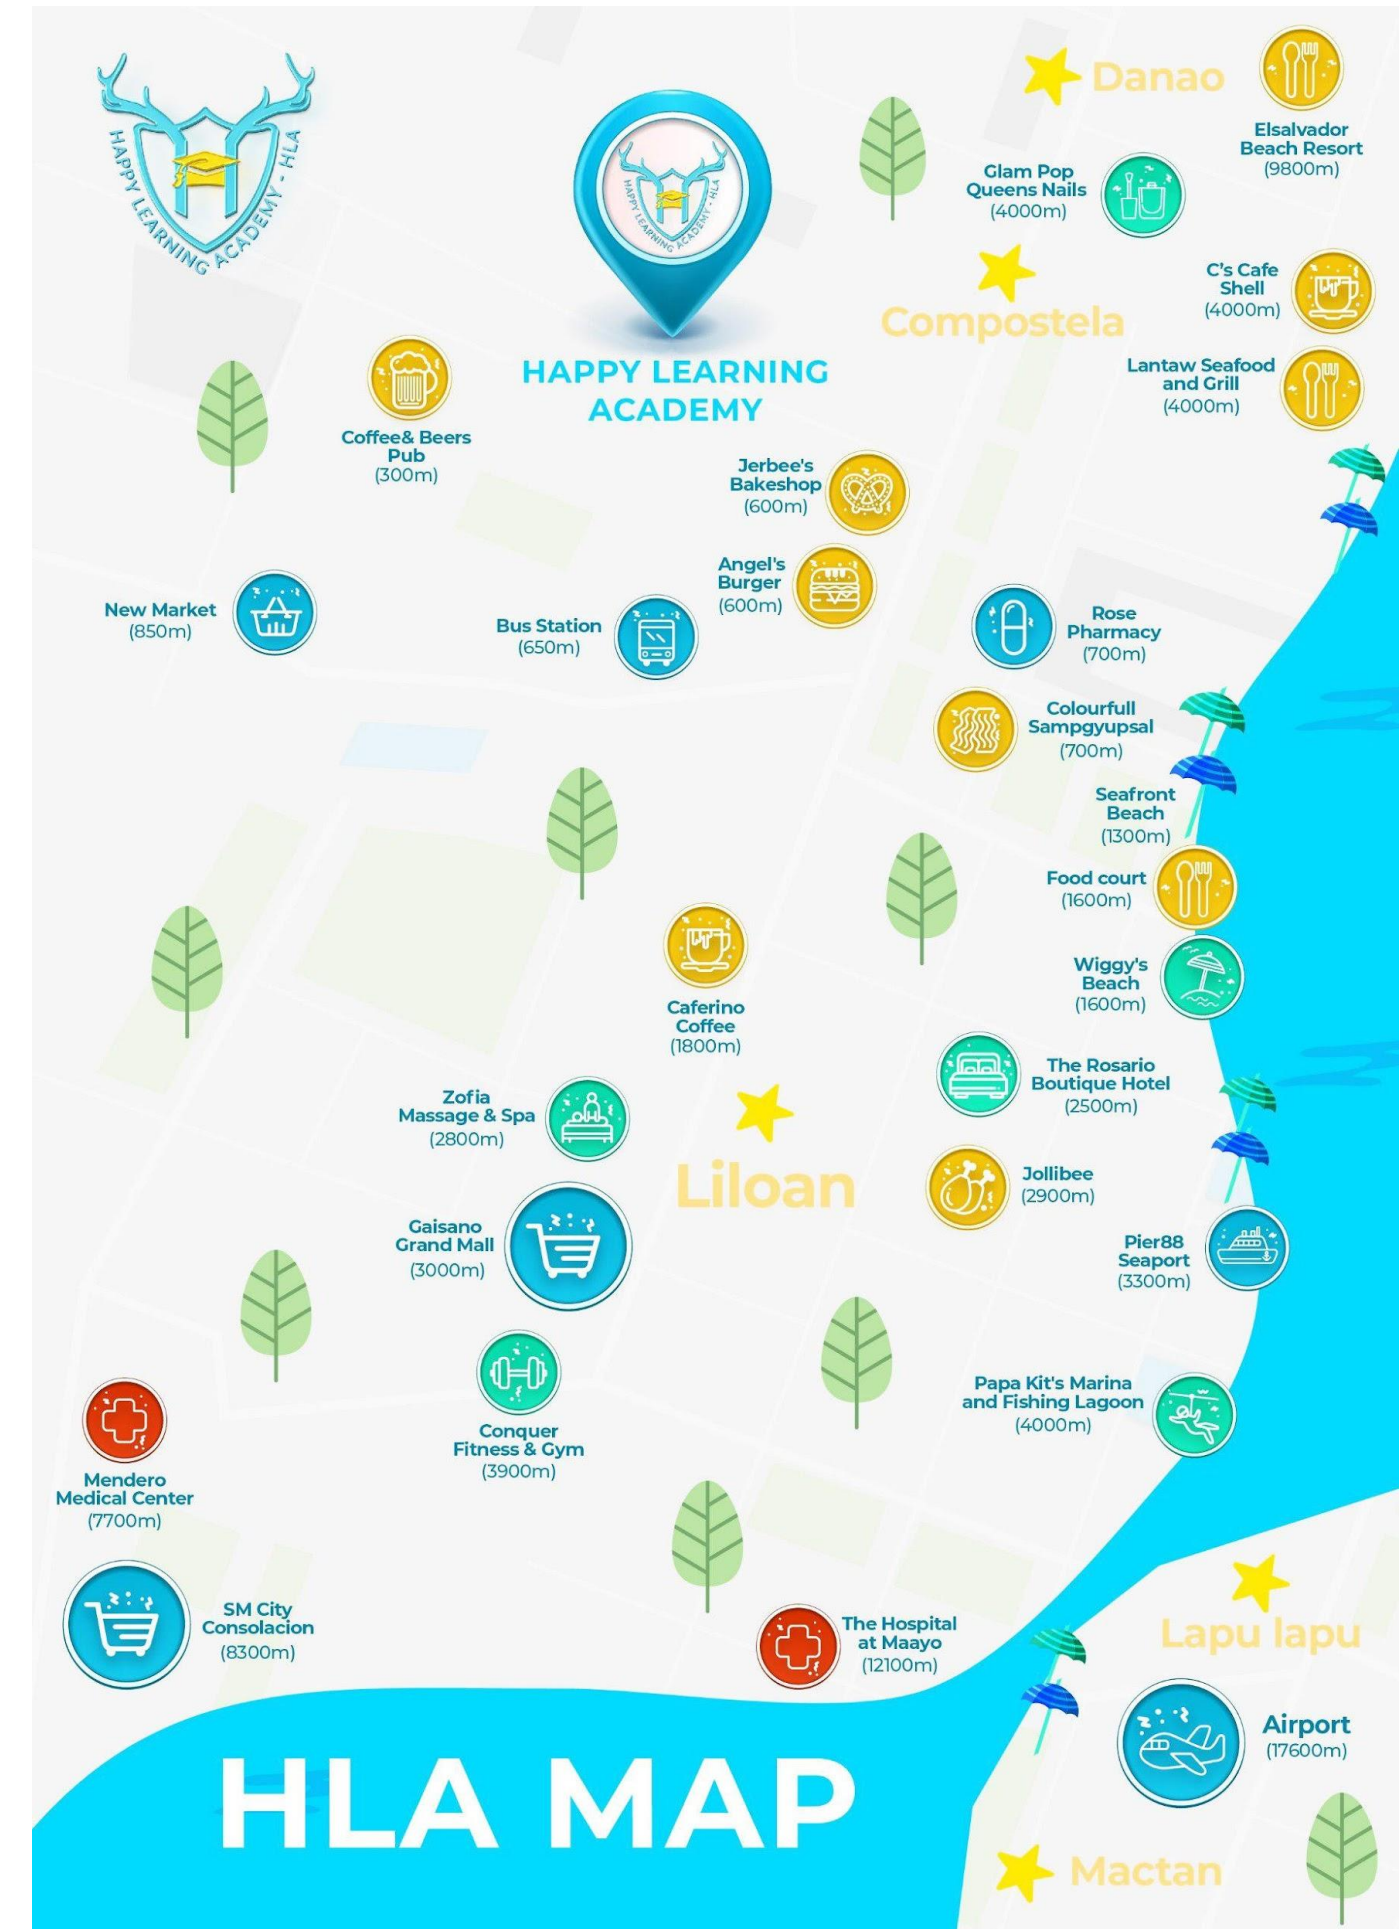 HAPPY LEARNING ACADEMY - HLA
HAPPY LEARNING ACADEMY - HLA
HAPPY LEARNING
ACADEMY
Danao
Elsalvador
Beach Resort
(9800m)
Glam Pop
Queens Nails
(4000m)
C's Cafe
Shell
(4000m)
Compostela
Lantaw Seafood
and Grill
(4000m)
Coffee& Beers
Pub
(300m)
Jerbee's
Bakeshop
(600m)
Angel's
Burger
(600m)
New Market
(850m)
Bus Station
(650m)
Rose
Pharmacy
(700m)
Colourfull
Sampgyupsal
(700m)
Seafront
Beach
(1300m)
Food court
(1600m)
Wiggy's
Beach
(1600m)
Caferino
Coffee
(1800m)
The Rosario
Boutique Hotel
(2500m)
Zofia
Massage & Spa
(2800m)
Liloan
Jollibee
(2900m)
Gaisano
Grand Mall
(3000m)
Pier88
Seaport
(3300m)
Conquer
Fitness & Gym
(3900m)
Papa Kit's Marina
and Fishing Lagoon
(4000m)
Mendero
Medical Center
(7700m)
SM City
Consolacion
(8300m)
The Hospital
at Maayo
(12100m)
Lapu lapu
Airport
(17600m)
HLA MAP
Mactan